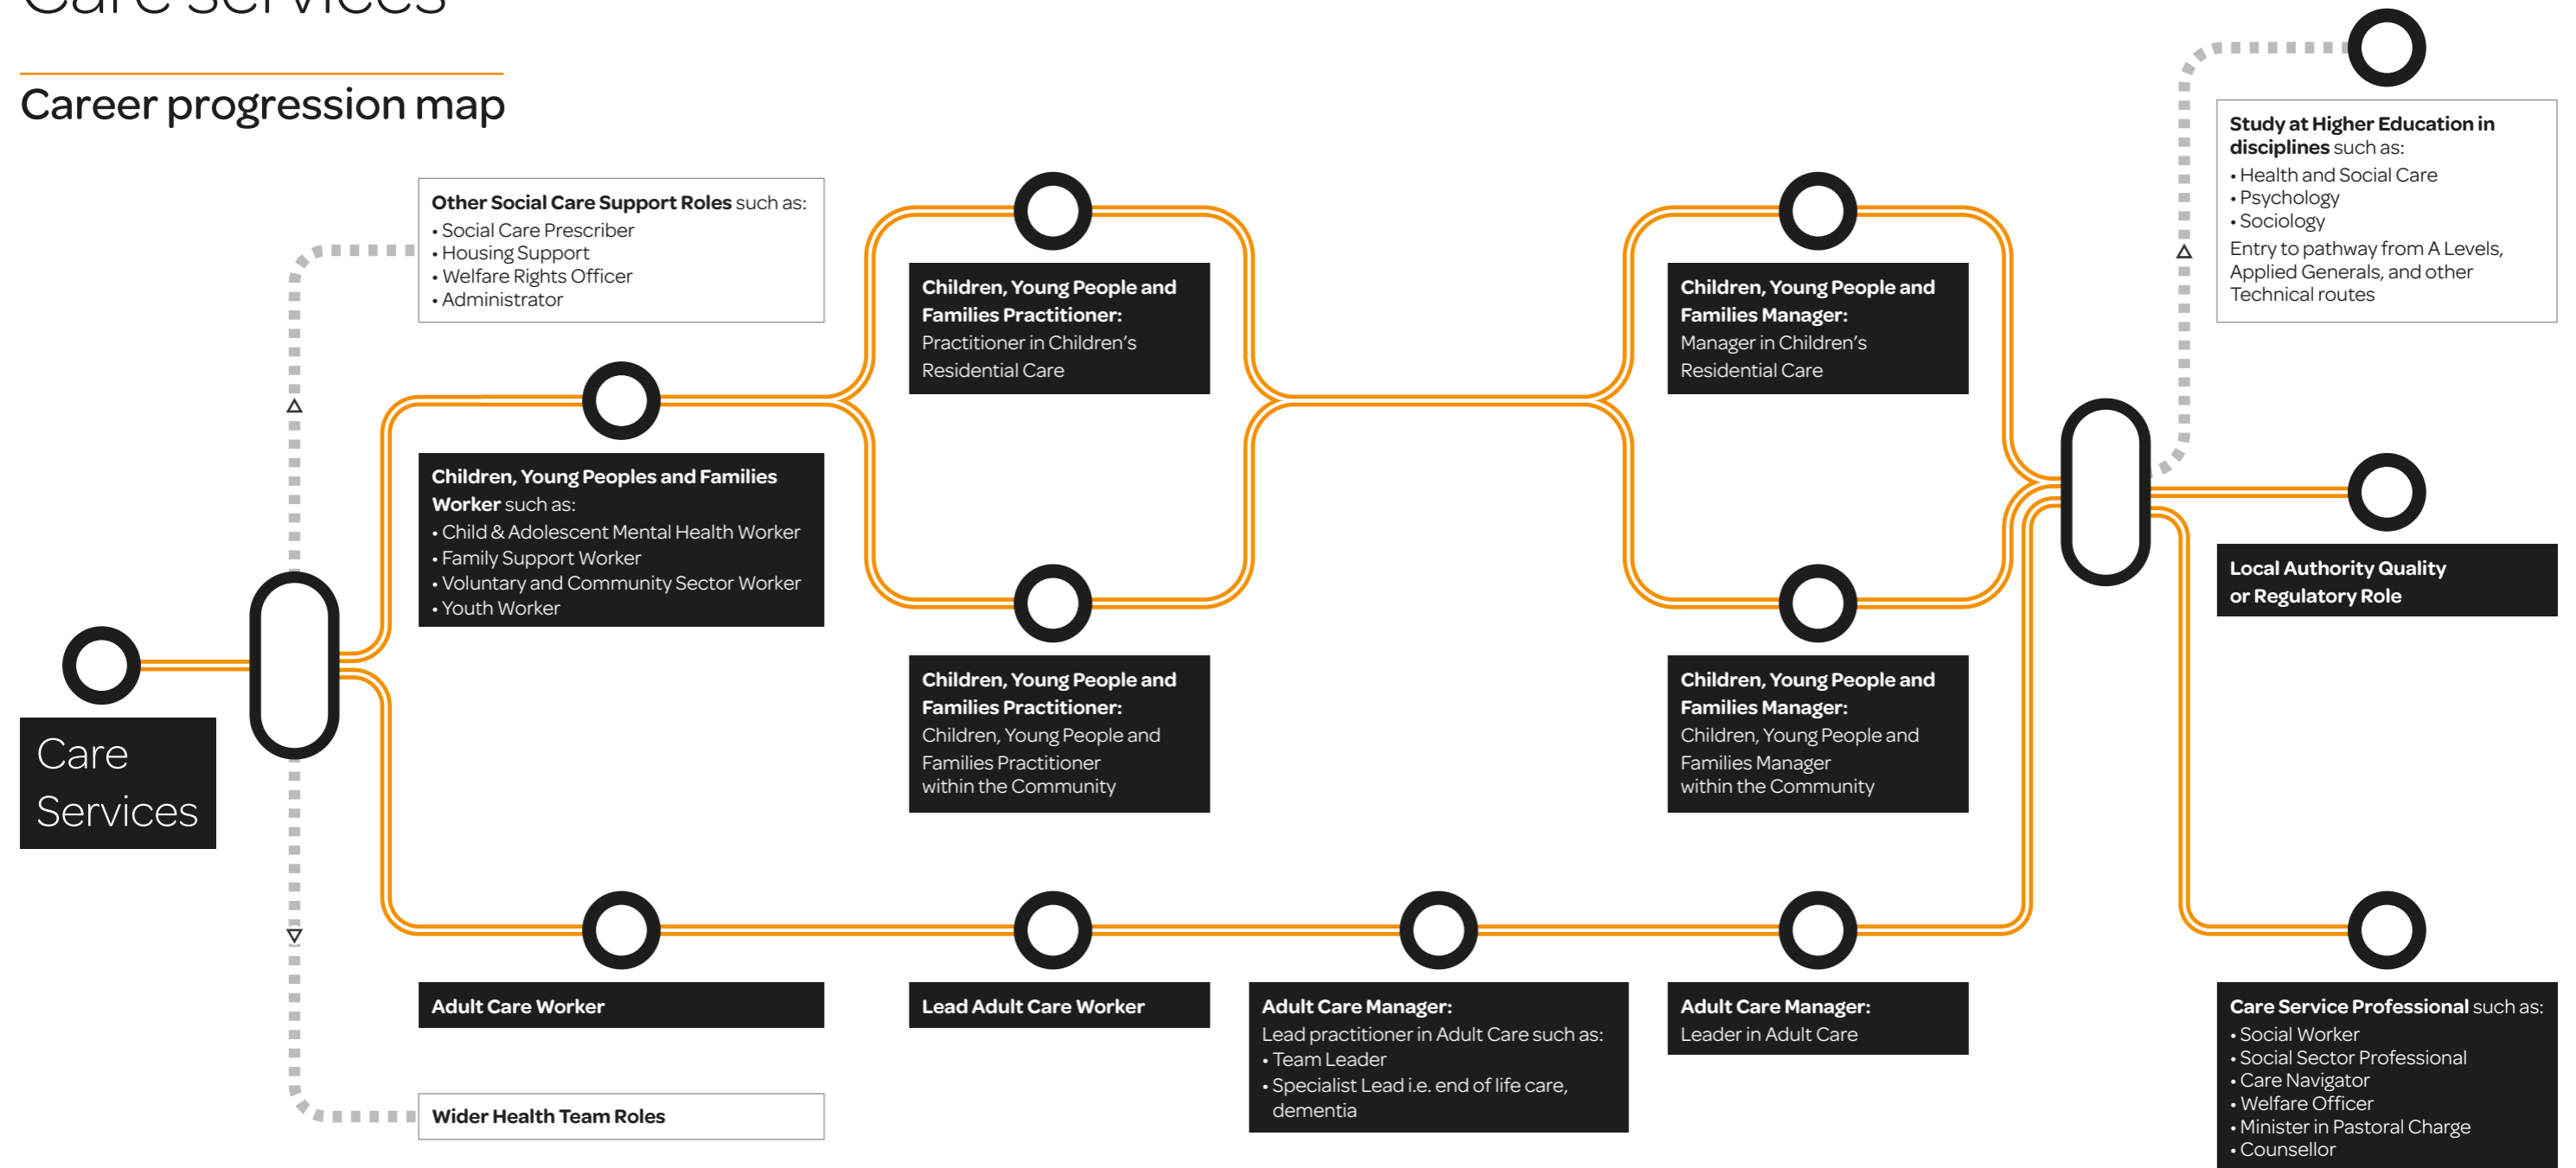 Care services
Career progression map
Other Social Care Support Roles such as:
• Social Care Prescriber
• Housing Support
• Welfare Rights Officer
• Administrator
Children, Young Peoples and Families
Worker such as:
• Child & Adolescent Mental Health Worker
• Family Support Worker
• Voluntary and Community Sector Worker
• Youth Worker
Children, Young People and
Families Practitioner:
Practitioner in Children's
Residential Care
Children, Young People and
Families Practitioner:
Children, Young People and
Families Practitioner
within the Community
Children, Young People and
Families Manager:
Manager in Children's
Residential Care
Children, Young People and
Families Manager:
Children, Young People and
Families Manager
within the Community
Study at Higher Education in
disciplines such as:
• Health and Social Care
• Psychology
• Sociology
Entry to pathway from A Levels,
Applied Generals, and other
Technical routes
Local Authority Quality
or Regulatory Role
Care
Services
Adult Care Worker
Lead Adult Care Worker
Adult Care Manager:
Lead practitioner in Adult Care such as:
• Team Leader
• Specialist Lead i.e. end of life care,
dementia
Adult Care Manager:
Leader in Adult Care
Care Service Professional such as:
• Social Worker
• Social Sector Professional
• Care Navigator
• Welfare Officer
• Minister in Pastoral Charge
• Counsellor
Wider Health Team Roles